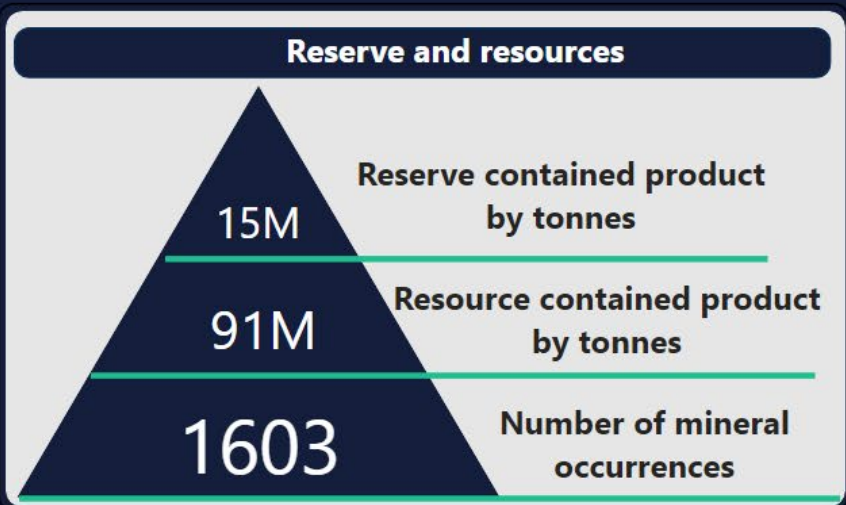 Reserve and resources
Reserve contained product
by tonnes
15M
Resource contained product
by tonnes
91M
Number of mineral
occurrences
1603